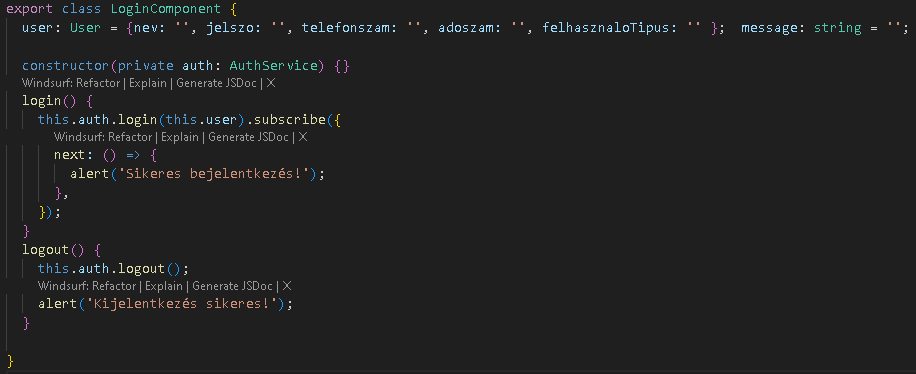 export class LoginComponent {
user: User = {nev: '', jelszo: '', telefonszam: '', adoszam: '', felhasznaloTipus: '' };  message: string = '';
constructor(private auth: AuthService) {}
Windsurf: Refactor | Explain | Generate JSDoc | X
login() {
this.auth.login(this.user).subscribe({
Windsurf: Refactor | Explain | Generate JSDoc | X
next: () => {
alert('Sikeres bejelentkezés!');
},
});
}
logout() {
this.auth.logout();
Windsurf: Refactor | Explain | Generate JSDoc | X
alert('Kijelentkezés sikeres!');
}
}